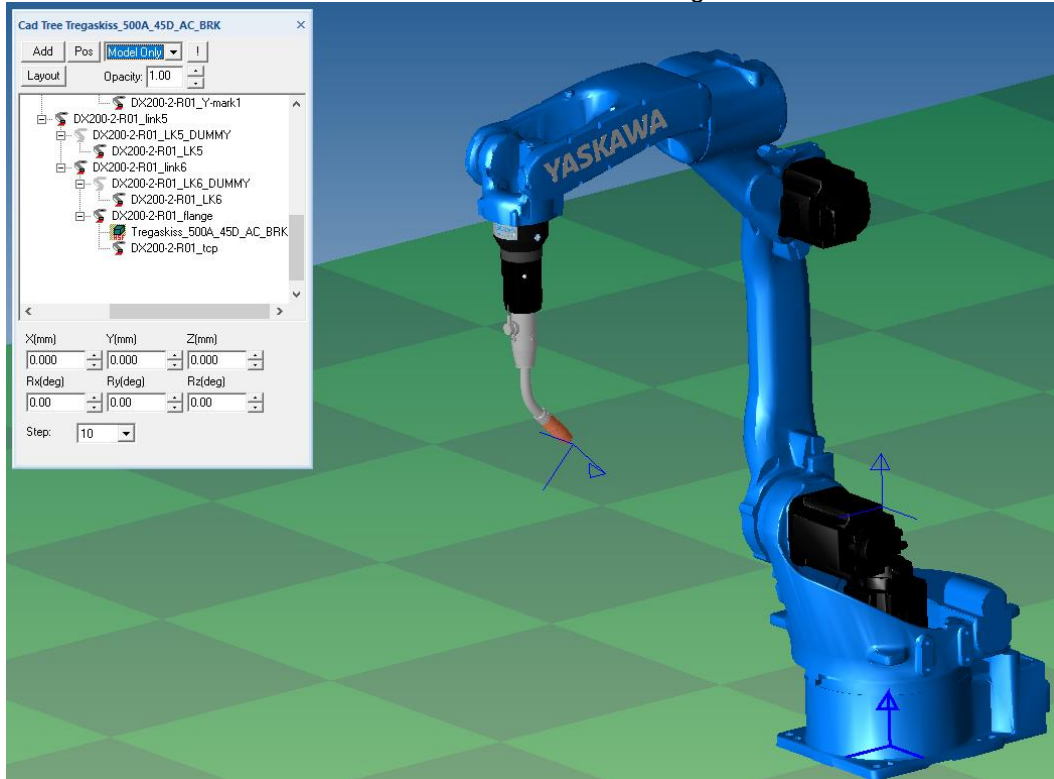 Cad Tree Tregaskiss_500A_45D_AC_BRK
Add Pos Model Only !
Layout Opacity: 1.00
DX200-2-R01_Y-mark1
DX200-2-R01_link5
DX200-2-R01_LK5_DUMMY
DX200-2-R01_LK5
DX200-2-R01_link6
DX200-2-R01_LK6_DUMMY
DX200-2-R01_LK6
DX200-2-R01_flange
Tregaskiss_500A_45D_AC_BRK
DX200-2-R01_tcp
X(mm) Y(mm) Z(mm)
0.000 0.000 0.000
Rx(deg) Ry(deg) Rz(deg)
0.00 0.00 0.00
Step: 10
YASKAWA